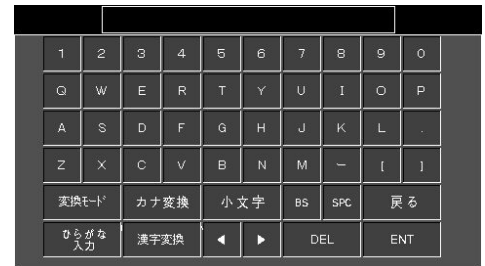 1 2 3 4 5 6 7 8 9 0
Q W E R T Y U I O P
A S D F G H J K L .
Z X C V B N M - [ ]
変換ﾓｰﾄﾞ カナ変換 小文字 BS SPC 戻る
ひらがな
入力 漢字変換 ◀ ▶ DEL ENT